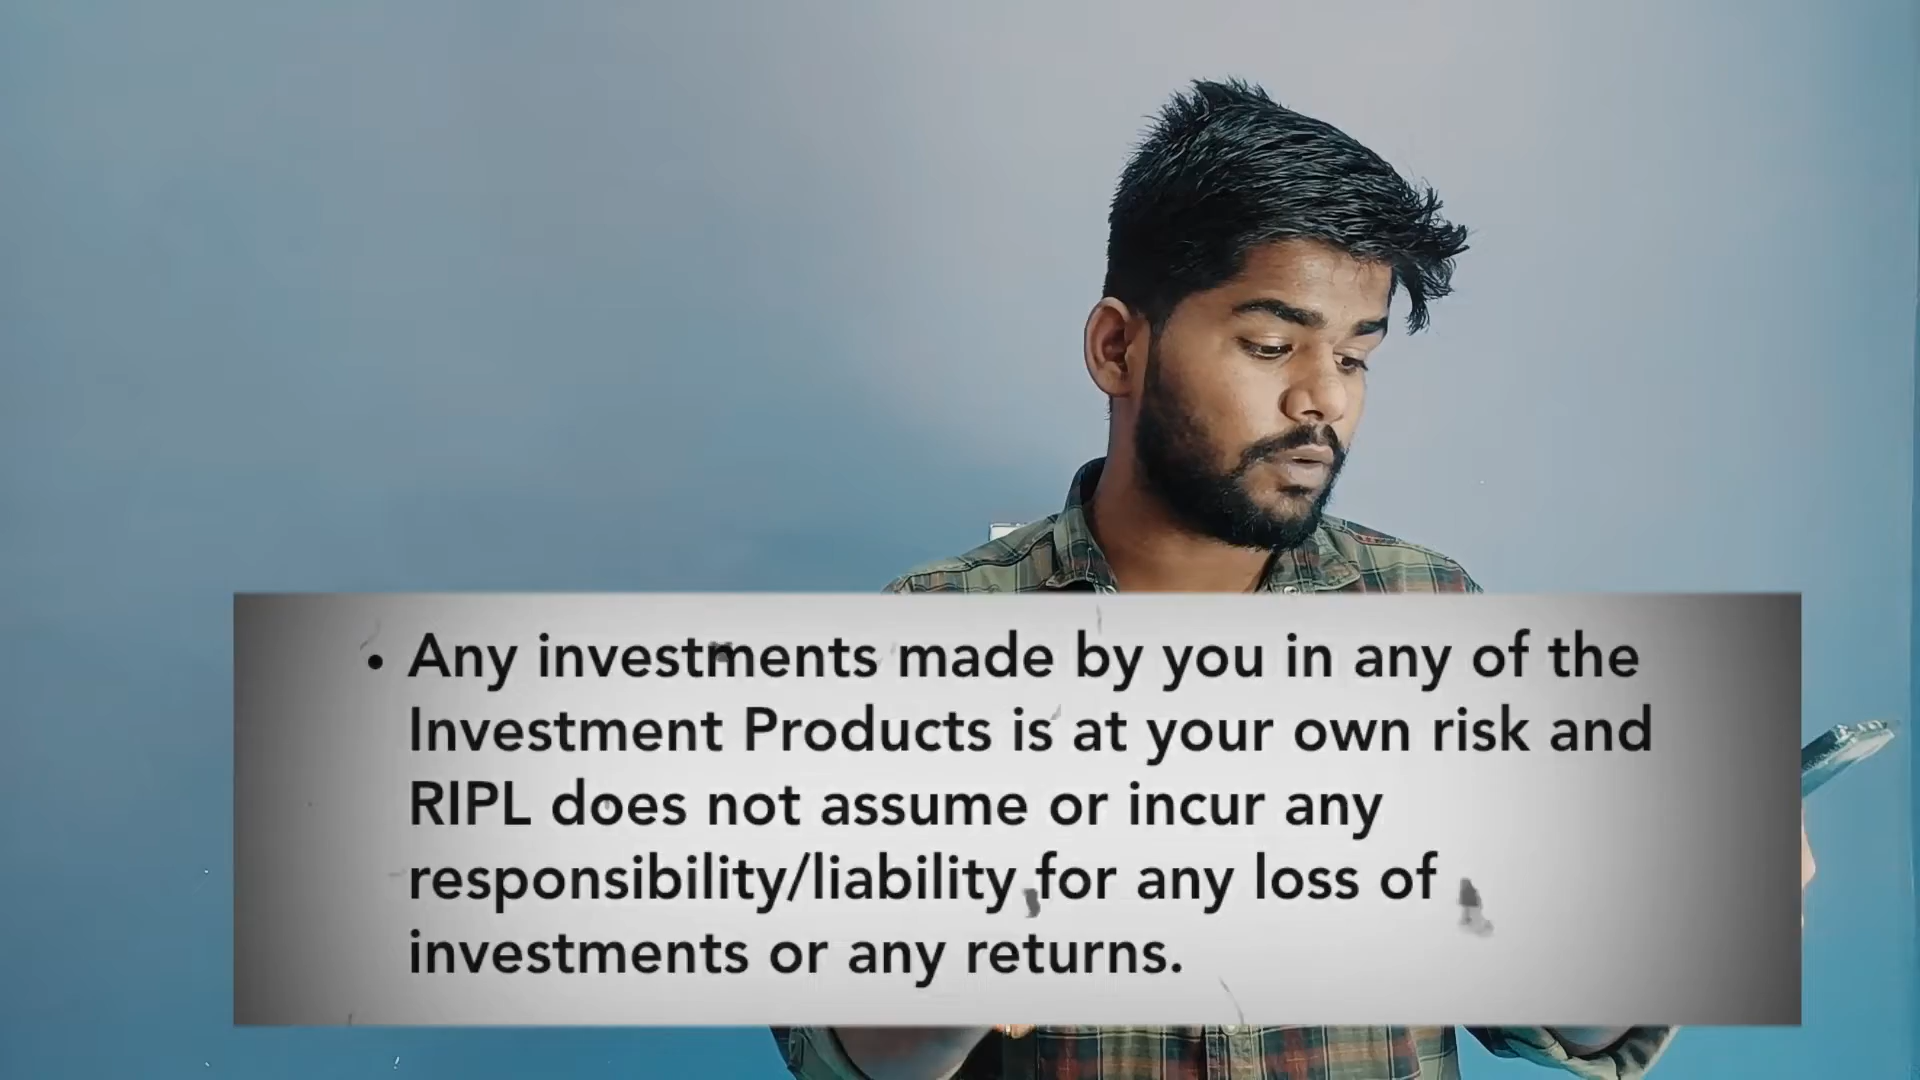 • Any investments made by you in any of the
Investment Products is at your own risk and
RIPL does not assume or incur any
responsibility/liability for any loss of
investments or any returns.